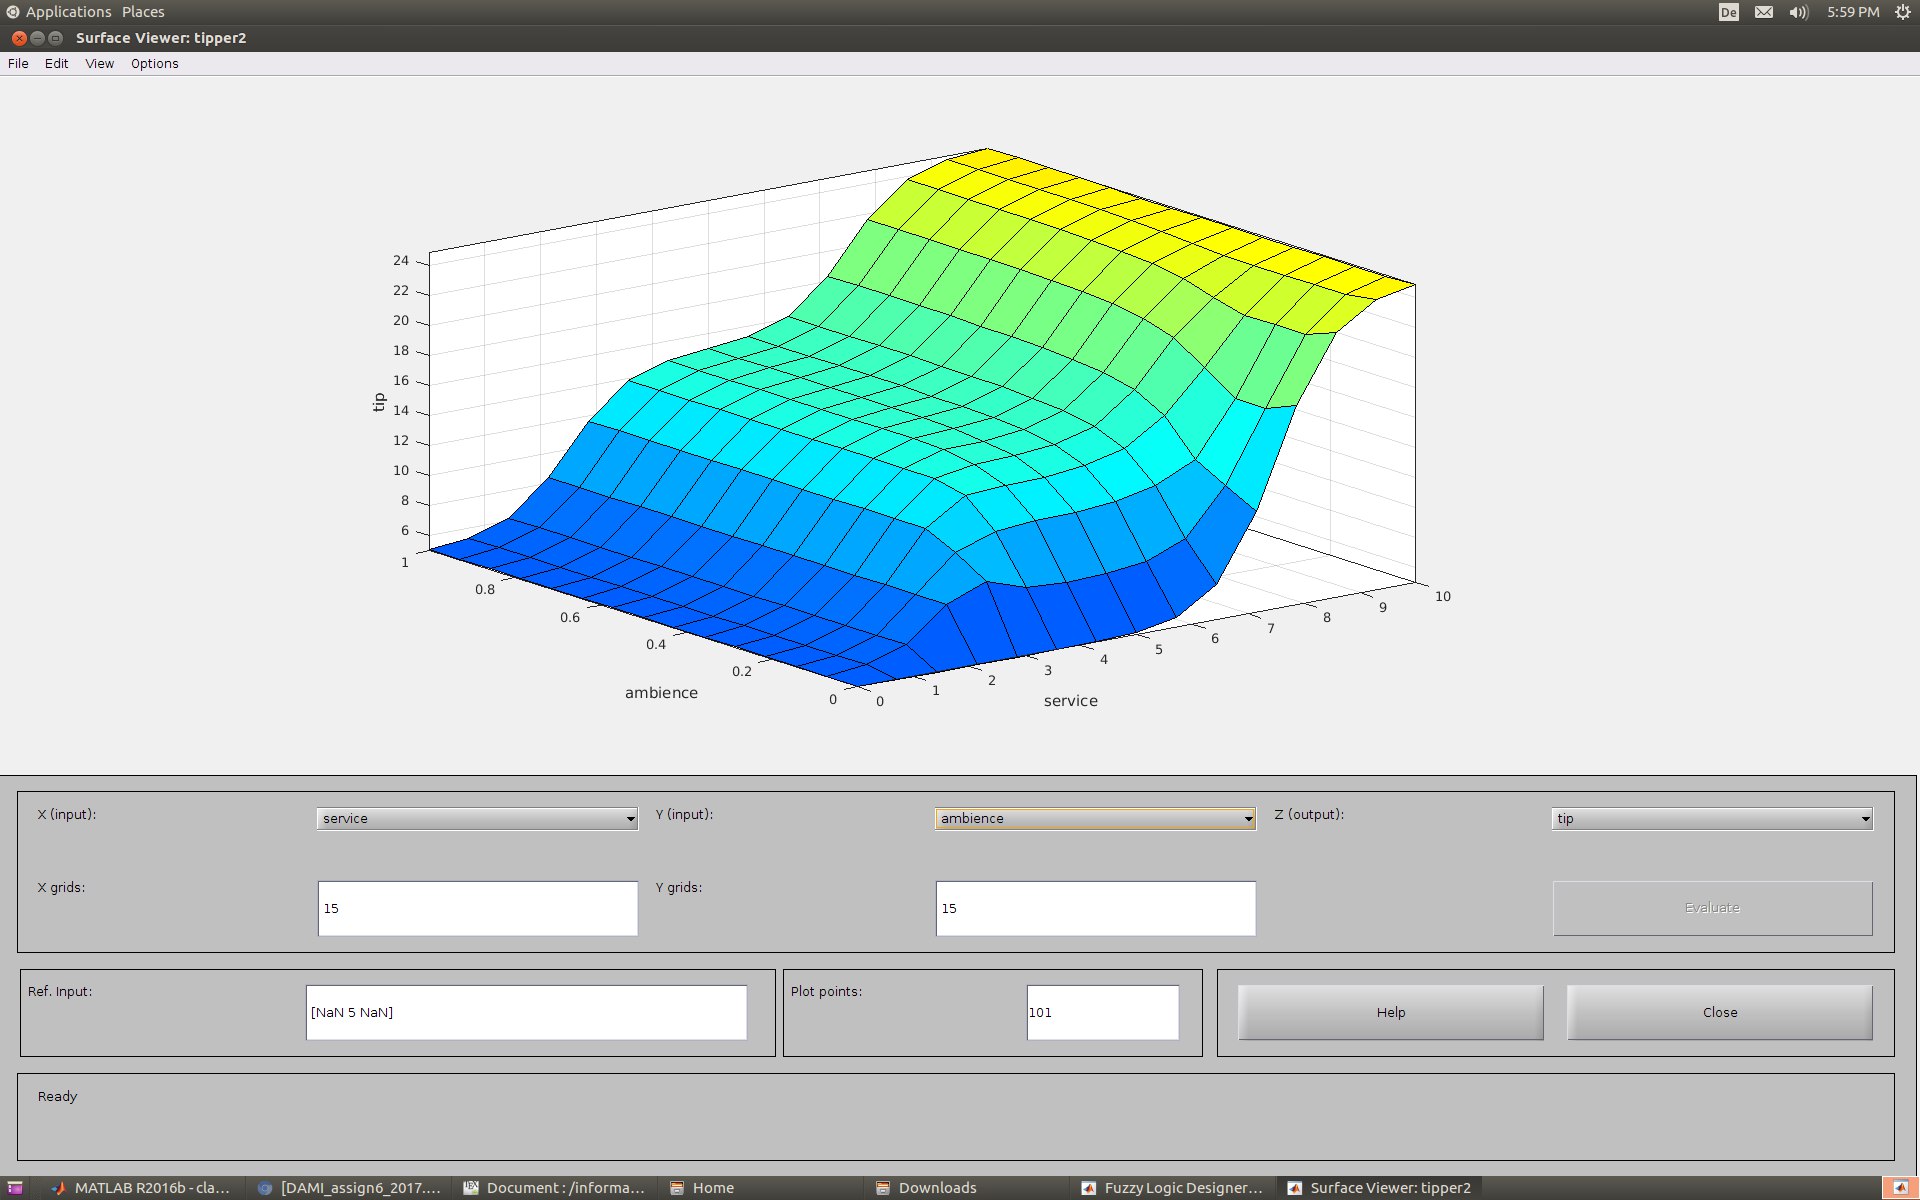 Applications Places De 5:59 PM
Surface Viewer: tipper2
File Edit View Options
24
22
20
18
16
14
12
10
8
6
tip
1
0.8
0.6
0.4
0.2
0
ambience
0
1
2
3
4
5
6
7
8
9
10
service
X (input): service Y (input): ambience Z (output): tip
X grids: 15 Y grids: 15 Evaluate
Ref. Input: [NaN 5 NaN] Plot points: 101 Help Close
Ready
MATLAB R2016b - cla... [DAMI_assign6_2017.... Document : /informa... Home Downloads Fuzzy Logic Designer... Surface Viewer: tipper2